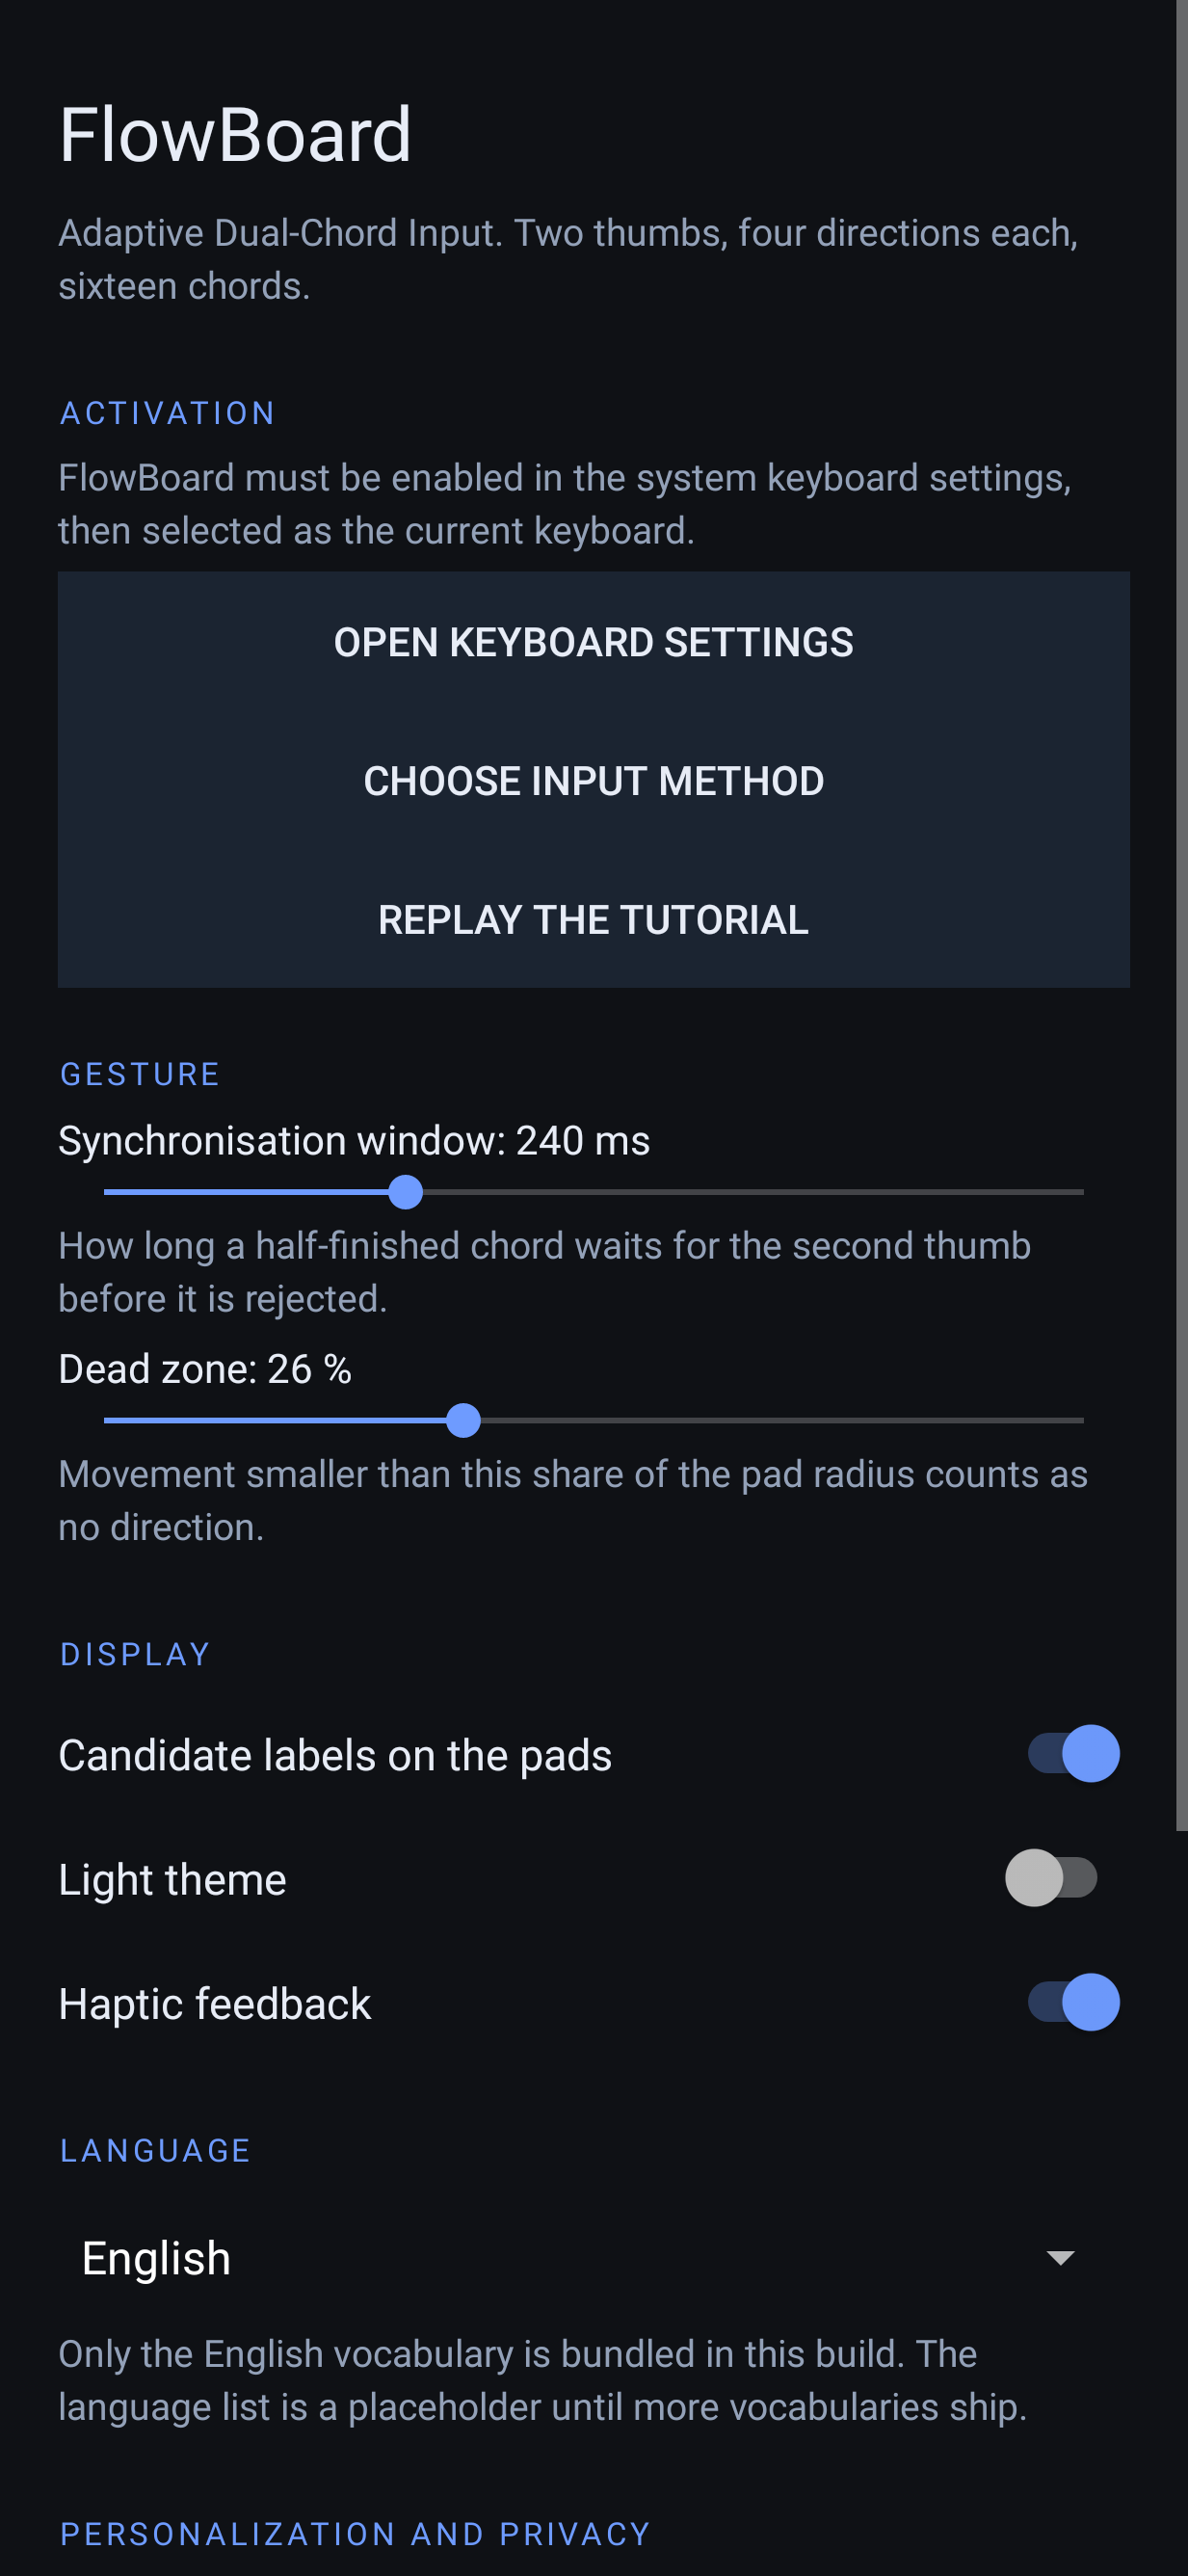 FlowBoard
Adaptive Dual-Chord Input. Two thumbs, four directions each,
sixteen chords.
ACTIVATION
FlowBoard must be enabled in the system keyboard settings,
then selected as the current keyboard.
OPEN KEYBOARD SETTINGS
CHOOSE INPUT METHOD
REPLAY THE TUTORIAL
GESTURE
Synchronisation window: 240 ms
How long a half-finished chord waits for the second thumb
before it is rejected.
Dead zone: 26 %
Movement smaller than this share of the pad radius counts as
no direction.
DISPLAY
Candidate labels on the pads
Light theme
Haptic feedback
LANGUAGE
English
Only the English vocabulary is bundled in this build. The
language list is a placeholder until more vocabularies ship.
PERSONALIZATION AND PRIVACY